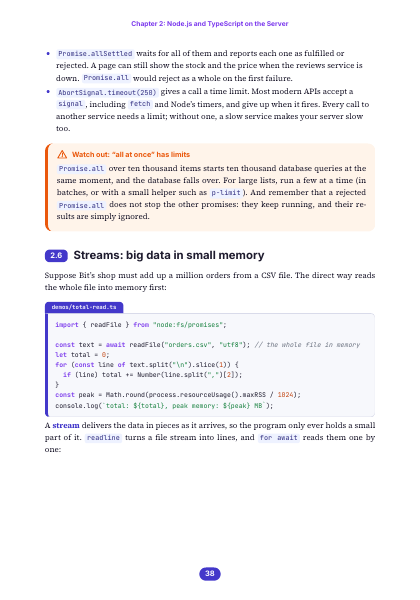 Chapter 2: Node.js and TypeScript on the Server
• Promise.allSettled waits for all of them and reports each one as fulfilled or
rejected. A page can still show the stock and the price when the reviews service is
down. Promise.all would reject as a whole on the first failure.
• AbortSignal.timeout(250) gives a call a time limit. Most modern APIs accept a
signal, including fetch and Node's timers, and give up when it fires. Every call to
another service needs a limit; without one, a slow service makes your server slow
too.
Watch out: "all at once" has limits
Promise.all over ten thousand items starts ten thousand database queries at the
same moment, and the database falls over. For large lists, run a few at a time (in
batches, or with a small helper such as p-limit). And remember that a rejected
Promise.all does not stop the other promises: they keep running, and their re-
sults are simply ignored.
2.6 Streams: big data in small memory
Suppose Bit's shop must add up a million orders from a CSV file. The direct way reads
the whole file into memory first:
demos/total-read.ts
import { readFile } from "node:fs/promises";
const text = await readFile("orders.csv", "utf8"); // the whole file in memory
let total = 0;
for (const line of text.split("\n").slice(1)) {
  if (line) total += Number(line.split(",")[2]);
}
const peak = Math.round(process.resourceUsage().maxRSS / 1024);
console.log(`total: ${total}, peak memory: ${peak} MB`);
A stream delivers the data in pieces as it arrives, so the program only ever holds a small
part of it. readline turns a file stream into lines, and for await reads them one by
one:
38